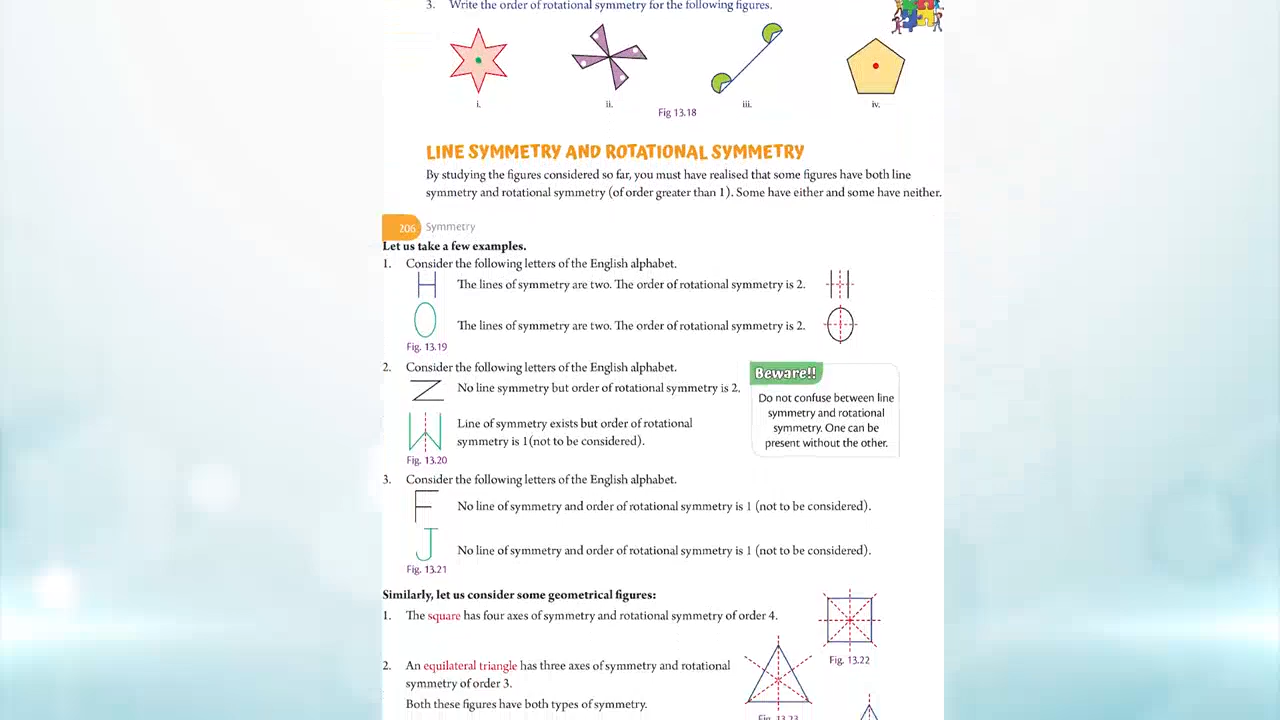 3. Write the order of rotational symmetry for the following figures.
i.
ii.
iii.
iv.
Fig 13.18
LINE SYMMETRY AND ROTATIONAL SYMMETRY
By studying the figures considered so far, you must have realised that some figures have both line
symmetry and rotational symmetry (of order greater than 1). Some have either and some have neither.
206 Symmetry
Let us take a few examples.
1. Consider the following letters of the English alphabet.
H The lines of symmetry are two. The order of rotational symmetry is 2. H
O The lines of symmetry are two. The order of rotational symmetry is 2. O
Fig. 13.19
2. Consider the following letters of the English alphabet.
Z No line symmetry but order of rotational symmetry is 2.
W Line of symmetry exists but order of rotational
symmetry is 1(not to be considered).
Fig. 13.20
Beware!!
Do not confuse between line
symmetry and rotational
symmetry. One can be
present without the other.
3. Consider the following letters of the English alphabet.
F No line of symmetry and order of rotational symmetry is 1 (not to be considered).
J No line of symmetry and order of rotational symmetry is 1 (not to be considered).
Fig. 13.21
Similarly, let us consider some geometrical figures:
1. The square has four axes of symmetry and rotational symmetry of order 4.
Fig. 13.22
2. An equilateral triangle has three axes of symmetry and rotational
symmetry of order 3.
Both these figures have both types of symmetry.
Fig. 13.23